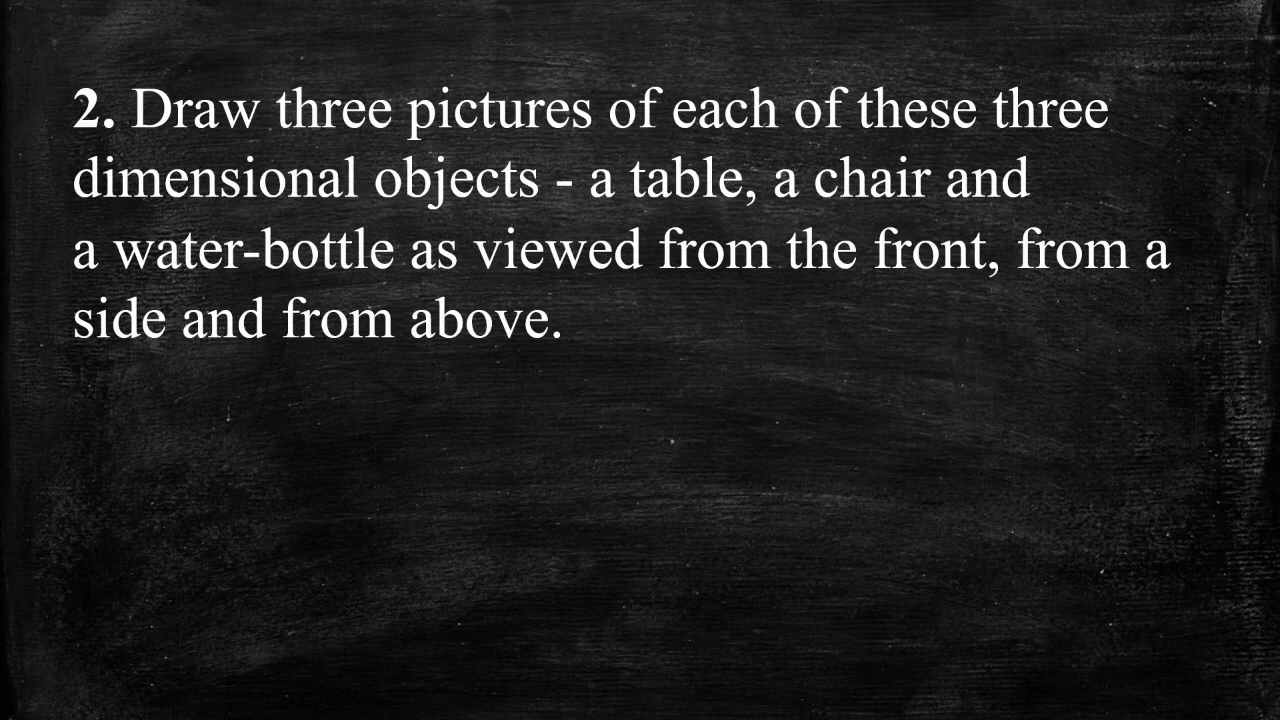 2. Draw three pictures of each of these three
dimensional objects - a table, a chair and
a water-bottle as viewed from the front, from a
side and from above.